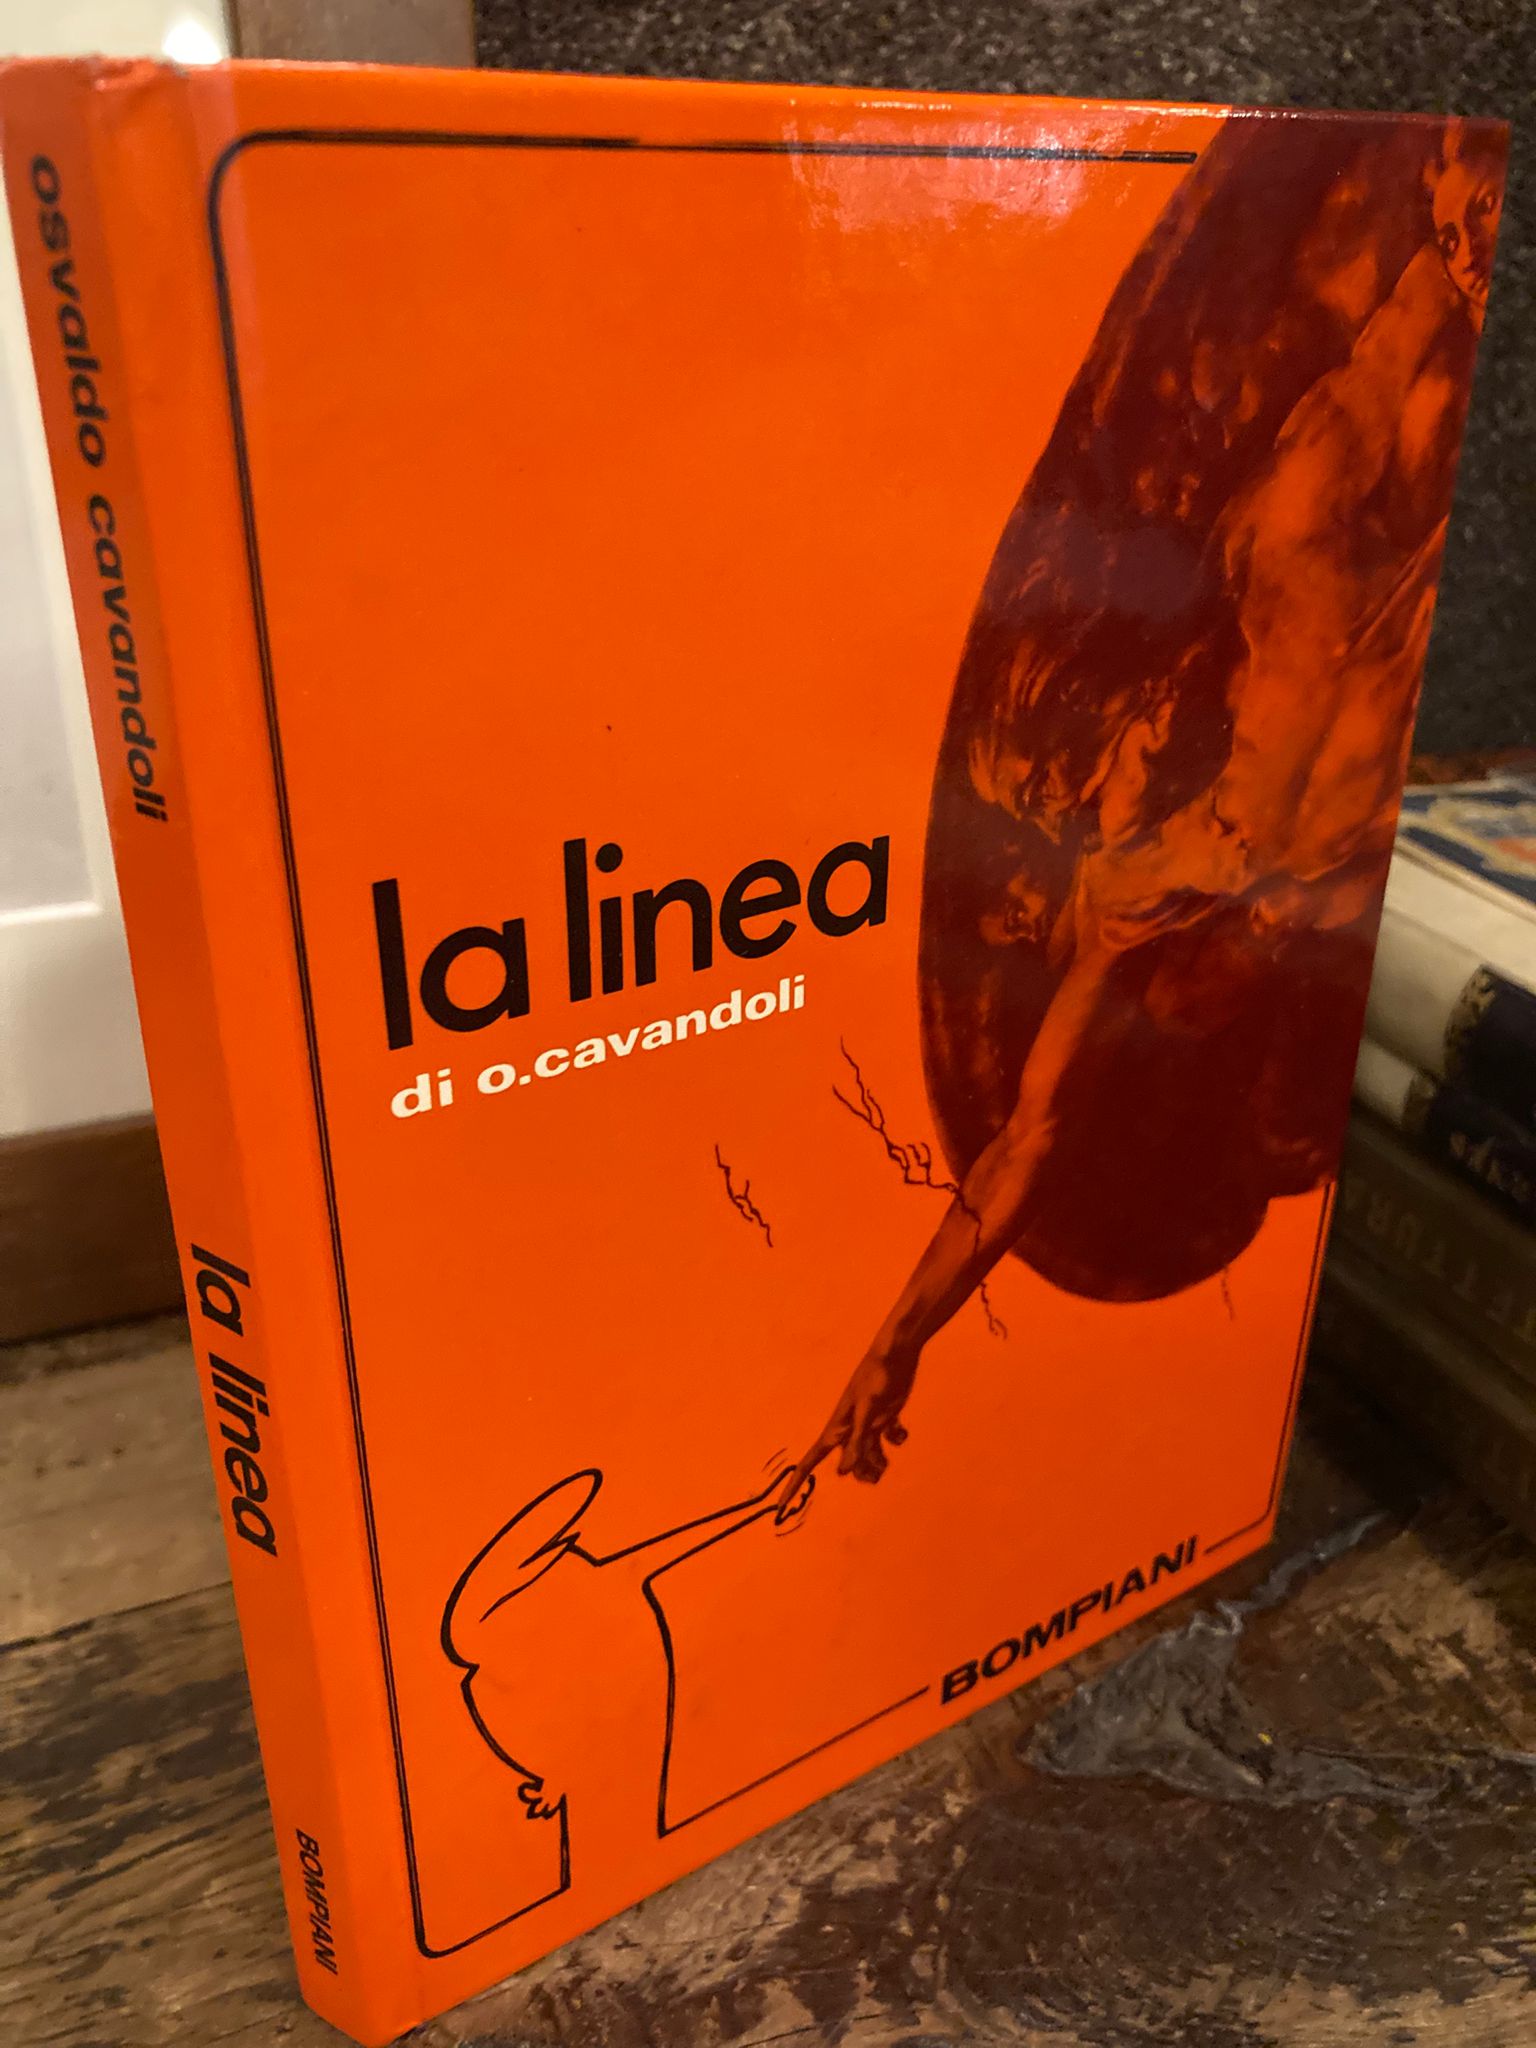 osvaldo cavandoli
la linea
BOMPIANI
la linea
di o.cavandoli
BOMPIANI